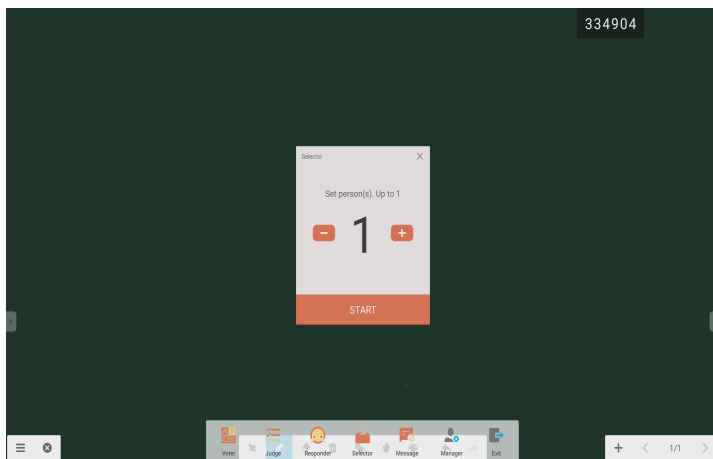 334904
Selector
Set person(s). Up to 1
1
START
Voter Judge Responder Selector Message Manager Exit
1/1